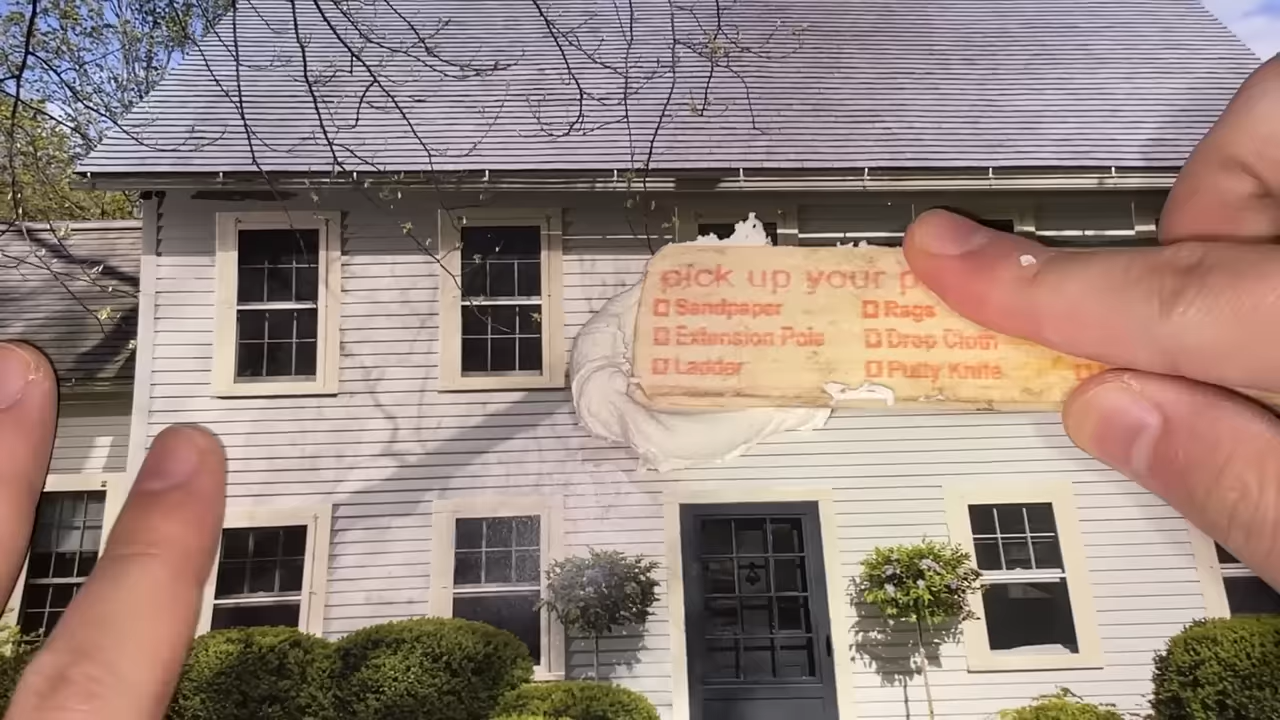 pick up your
Sandpaper Rags
Extension Pole Drop Cloth
Ladder Putty Knife